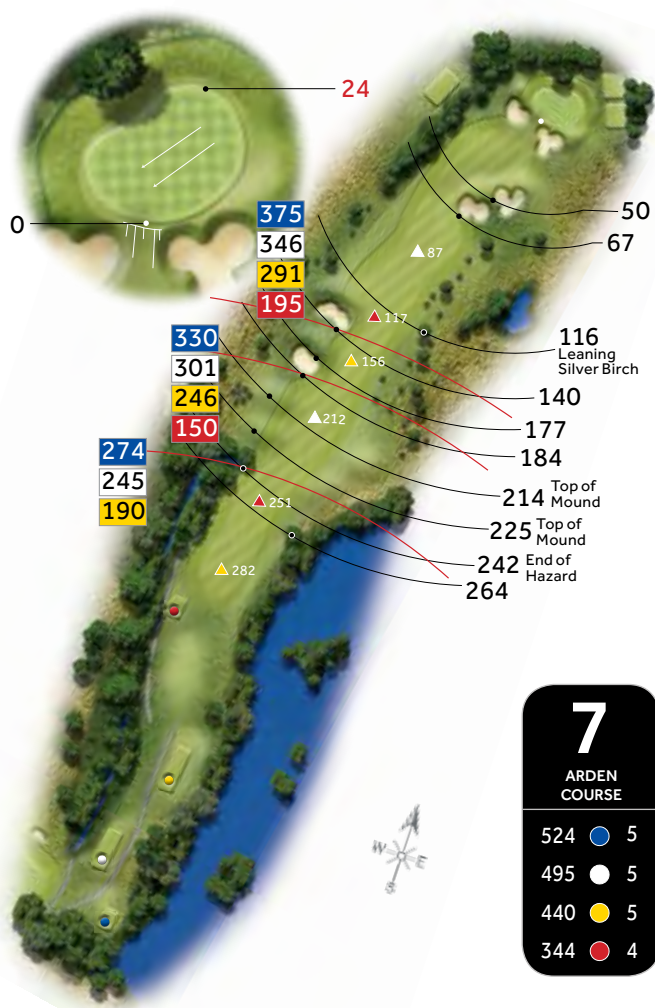 24
0
375
346
291
195
330
301
246
150
274
245
190
87
117
156
212
251
282
50
67
116
Leaning
Silver Birch
140
177
184
214 Top of
Mound
225 Top of
Mound
242 End of
Hazard
264
N
W E
S
7
ARDEN
COURSE
524 5
495 5
440 5
344 4